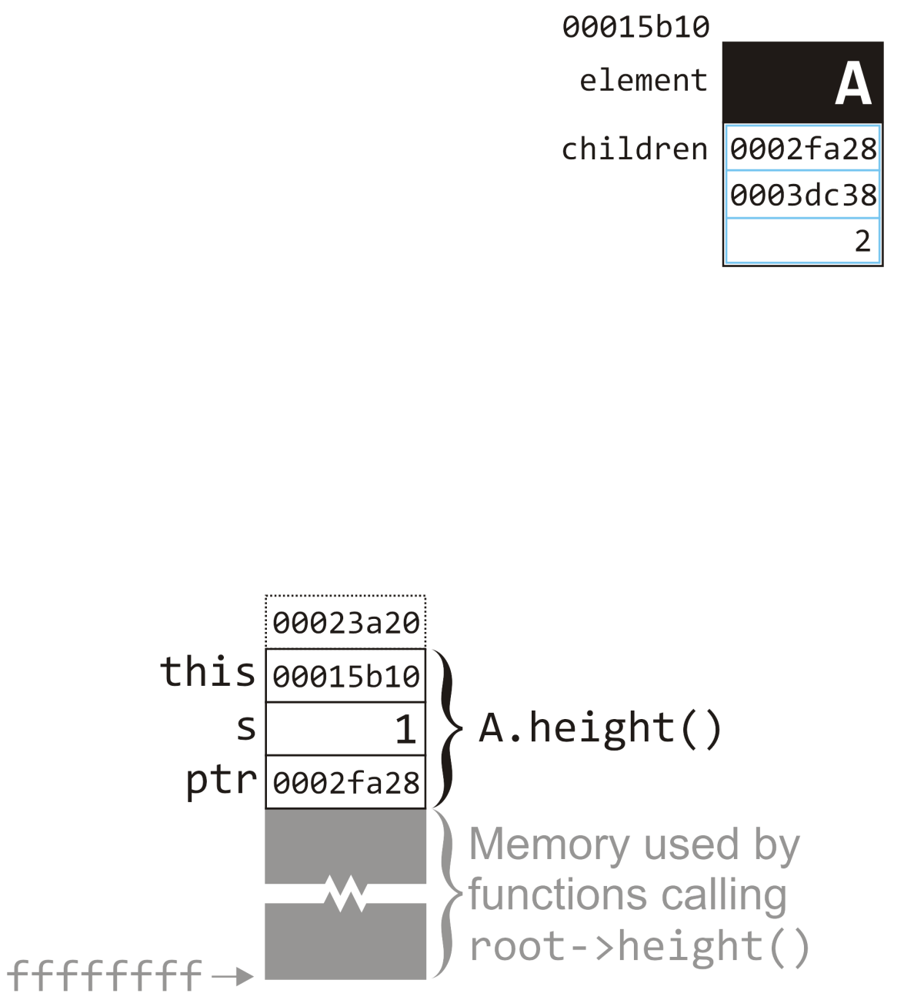 00015b10
element A
children 0002fa28
0003dc38
2
00023a20
this 00015b10
s 1
ptr 0002fa28
A.height()
Memory used by
functions calling
root->height()
ffffffff